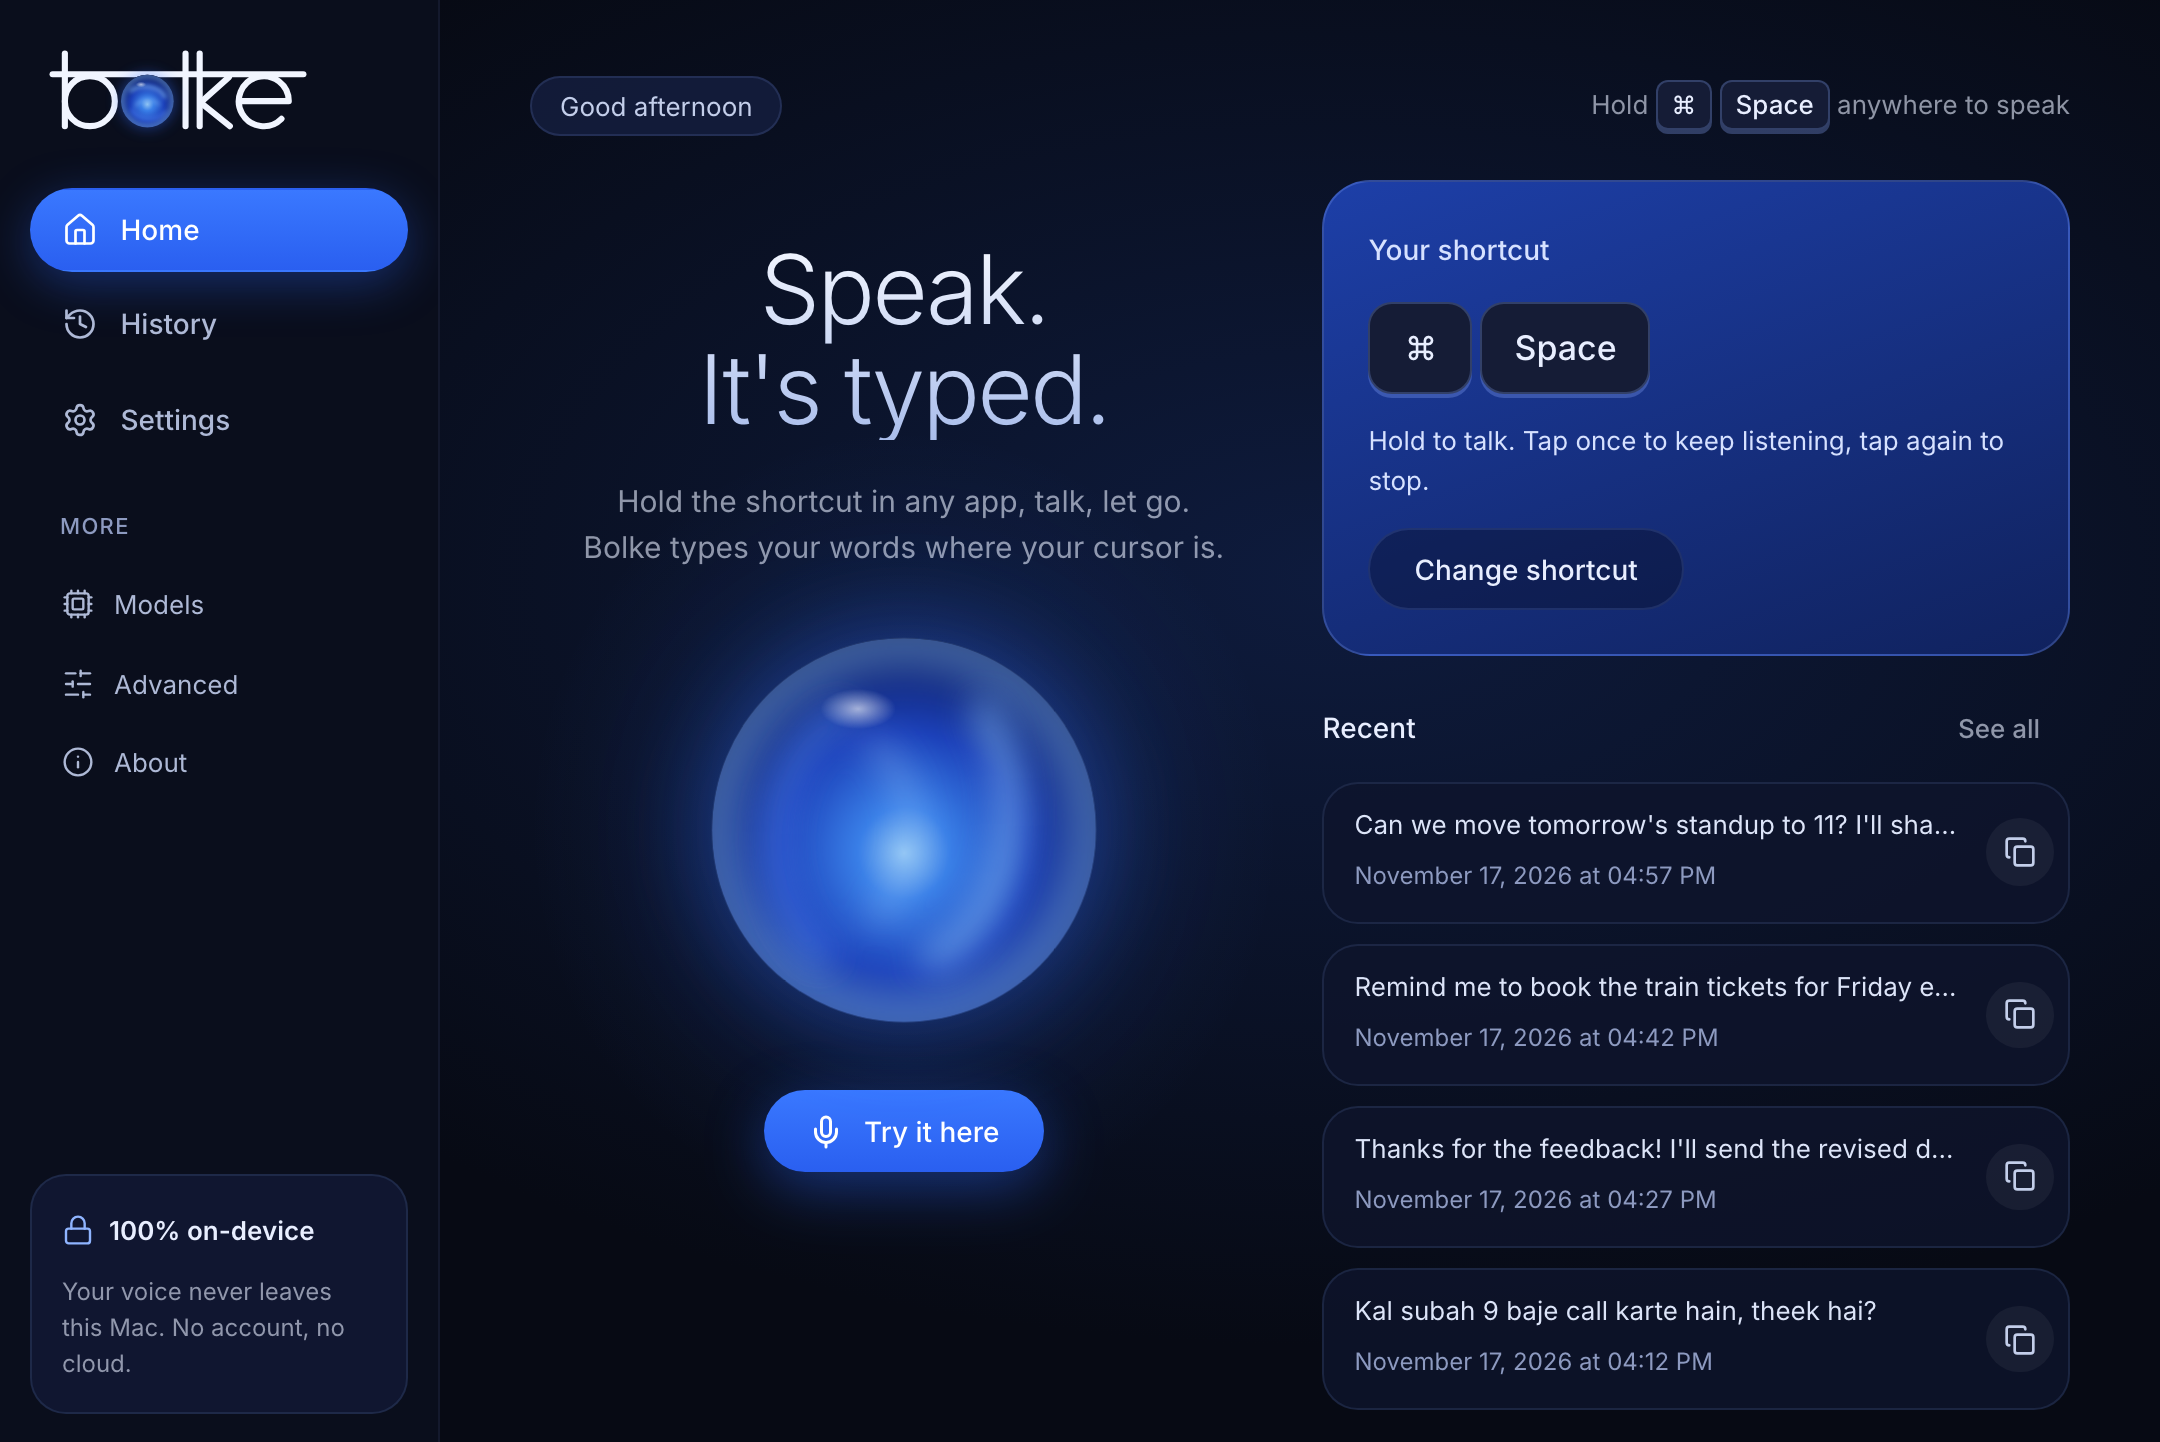 bolke
Home
History
Settings
MORE
Models
Advanced
About
100% on-device
Your voice never leaves
this Mac. No account, no
cloud.
Good afternoon
Hold ⌘ Space anywhere to speak
Speak.
It's typed.
Hold the shortcut in any app, talk, let go.
Bolke types your words where your cursor is.
Try it here
Your shortcut
⌘ Space
Hold to talk. Tap once to keep listening, tap again to
stop.
Change shortcut
Recent See all
Can we move tomorrow's standup to 11? I'll sha...
November 17, 2026 at 04:57 PM
Remind me to book the train tickets for Friday e...
November 17, 2026 at 04:42 PM
Thanks for the feedback! I'll send the revised d...
November 17, 2026 at 04:27 PM
Kal subah 9 baje call karte hain, theek hai?
November 17, 2026 at 04:12 PM